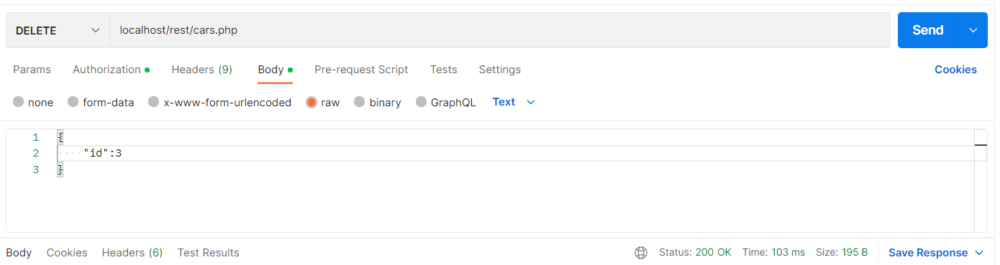 DELETE localhost/rest/cars.php Send
Params Authorization Headers (9) Body Pre-request Script Tests Settings Cookies
none form-data x-www-form-urlencoded raw binary GraphQL Text
1 {
2 ····"id":3
3 }
Body Cookies Headers (6) Test Results Status: 200 OK Time: 103 ms Size: 195 B Save Response